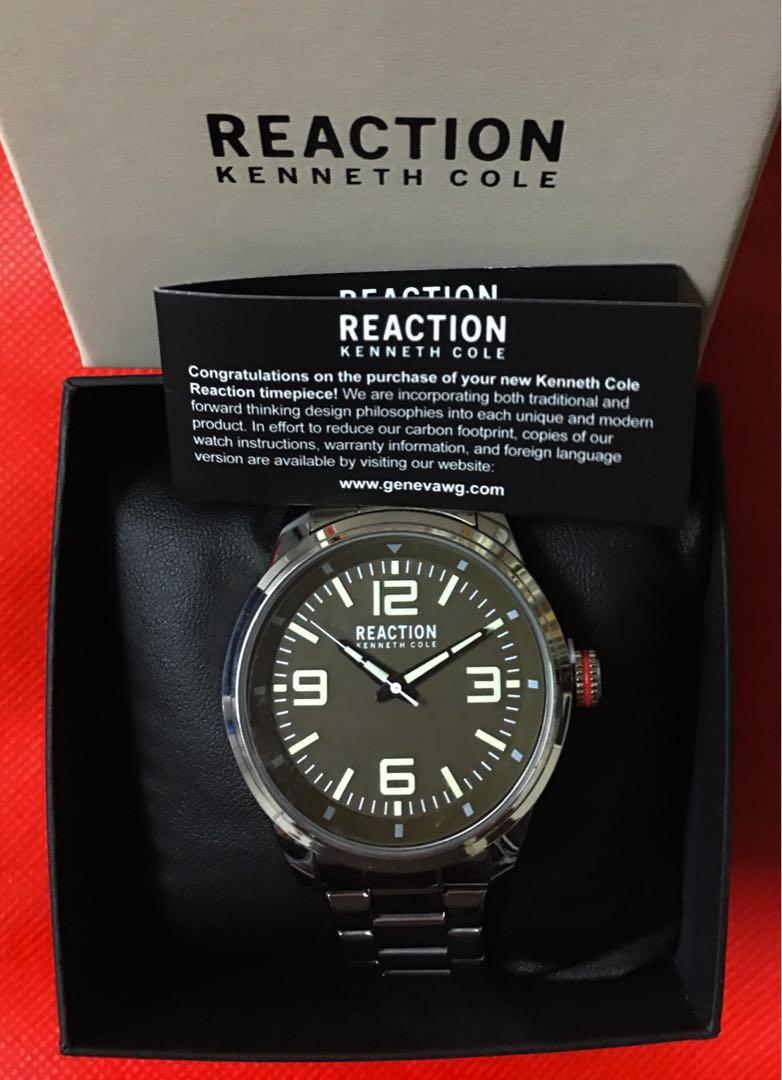 REACTION
KENNETH COLE
REACTION
REACTION
KENNETH COLE
Congratulations on the purchase of your new Kenneth Cole
Reaction timepiece! We are incorporating both traditional and
forward thinking design philosophies into each unique and modern
product. In effort to reduce our carbon footprint, copies of our
watch instructions, warranty information, and foreign language
version are available by visiting our website:
www.genevawg.com
12
REACTION
KENNETH COLE
9 3
6